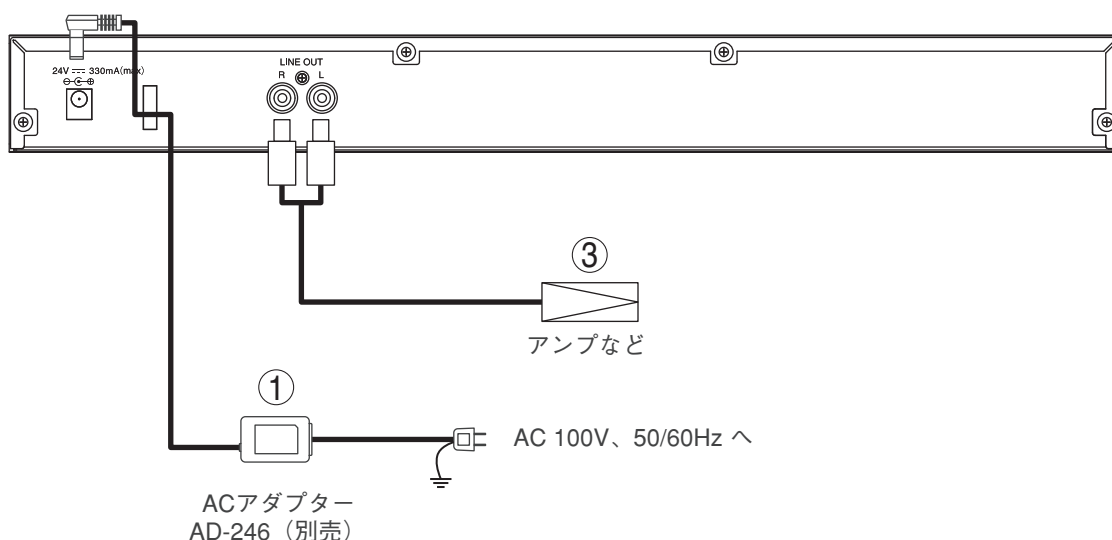 24V ⎓ 330mA(max)
LINE OUT
R L
③
アンプなど
①
AC 100V、50/60Hz へ
ACアダプター
AD-246（別売）